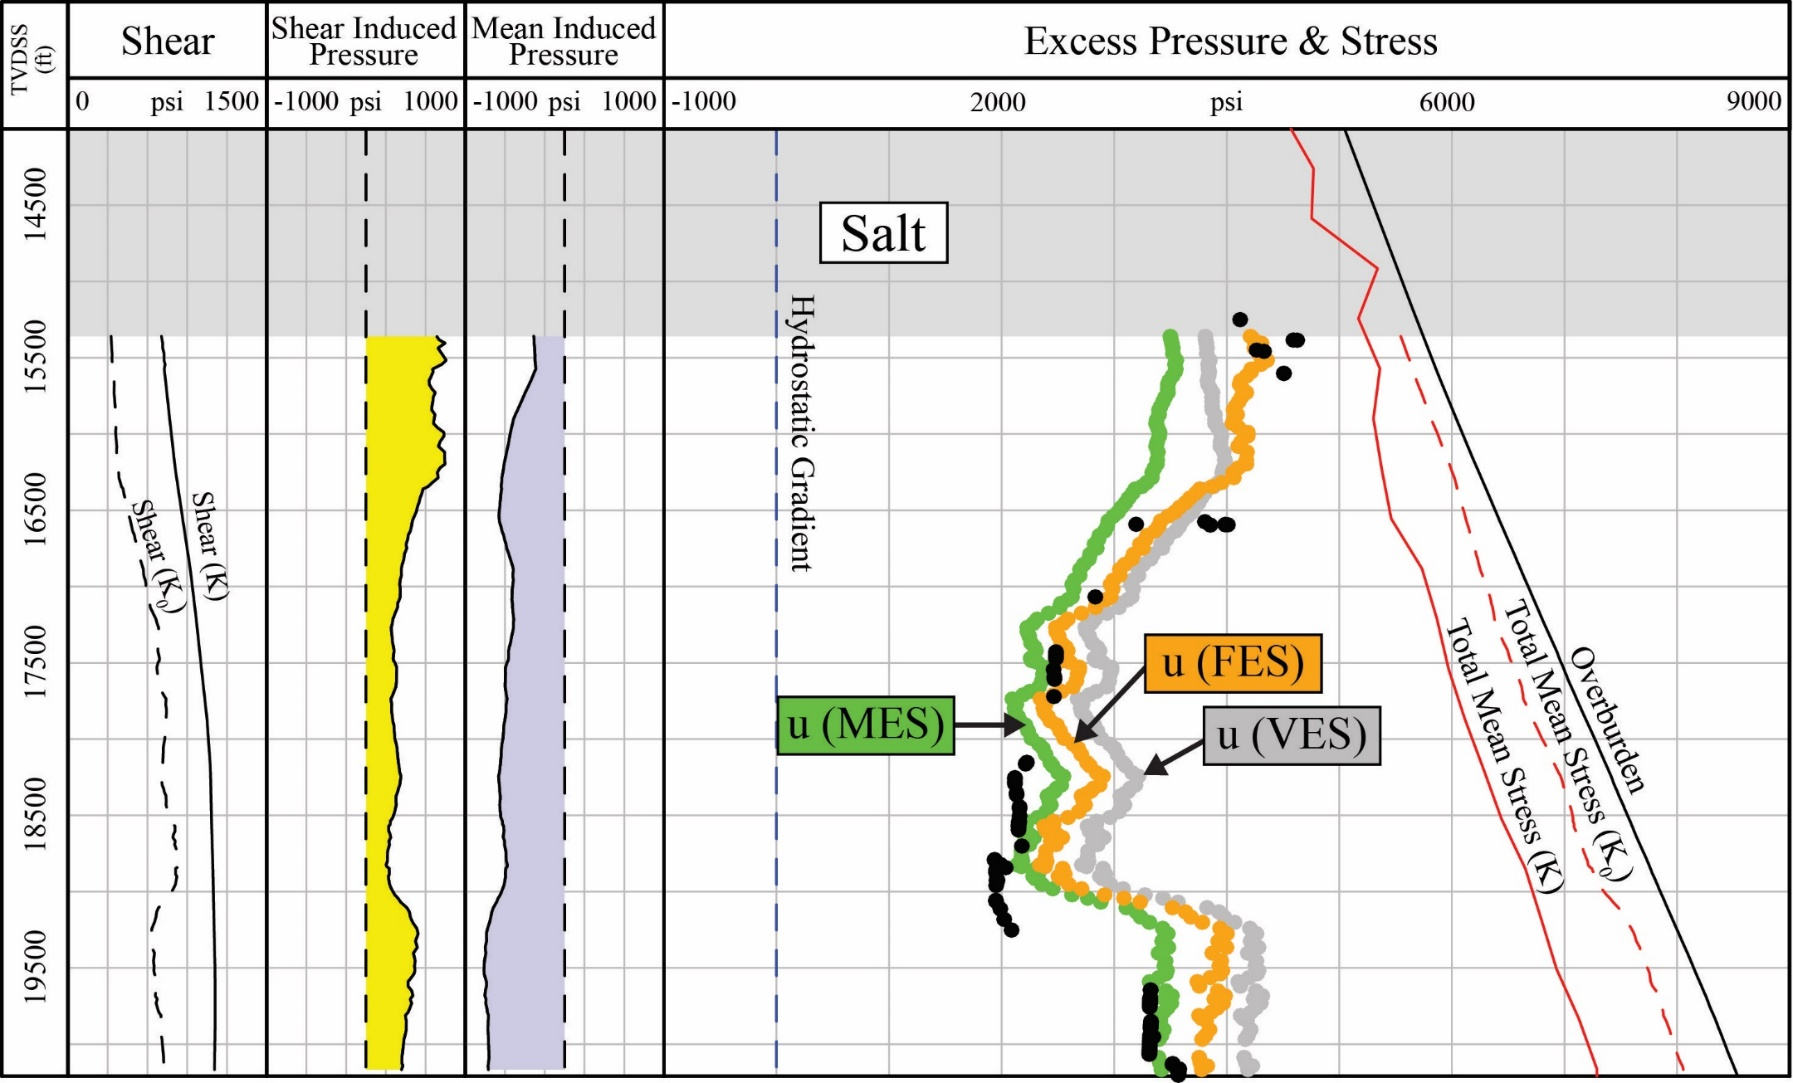 TVDSS
(ft)
Shear
Shear Induced
Pressure
Mean Induced
Pressure
Excess Pressure & Stress
0 psi 1500
-1000 psi 1000
-1000 psi 1000
-1000 2000 psi 6000 9000
14500
15500
16500
17500
18500
19500
Salt
Hydrostatic Gradient
Shear (K₀)
Shear (K)
u (FES)
u (MES)
u (VES)
Total Mean Stress (K)
Total Mean Stress (K₀)
Overburden